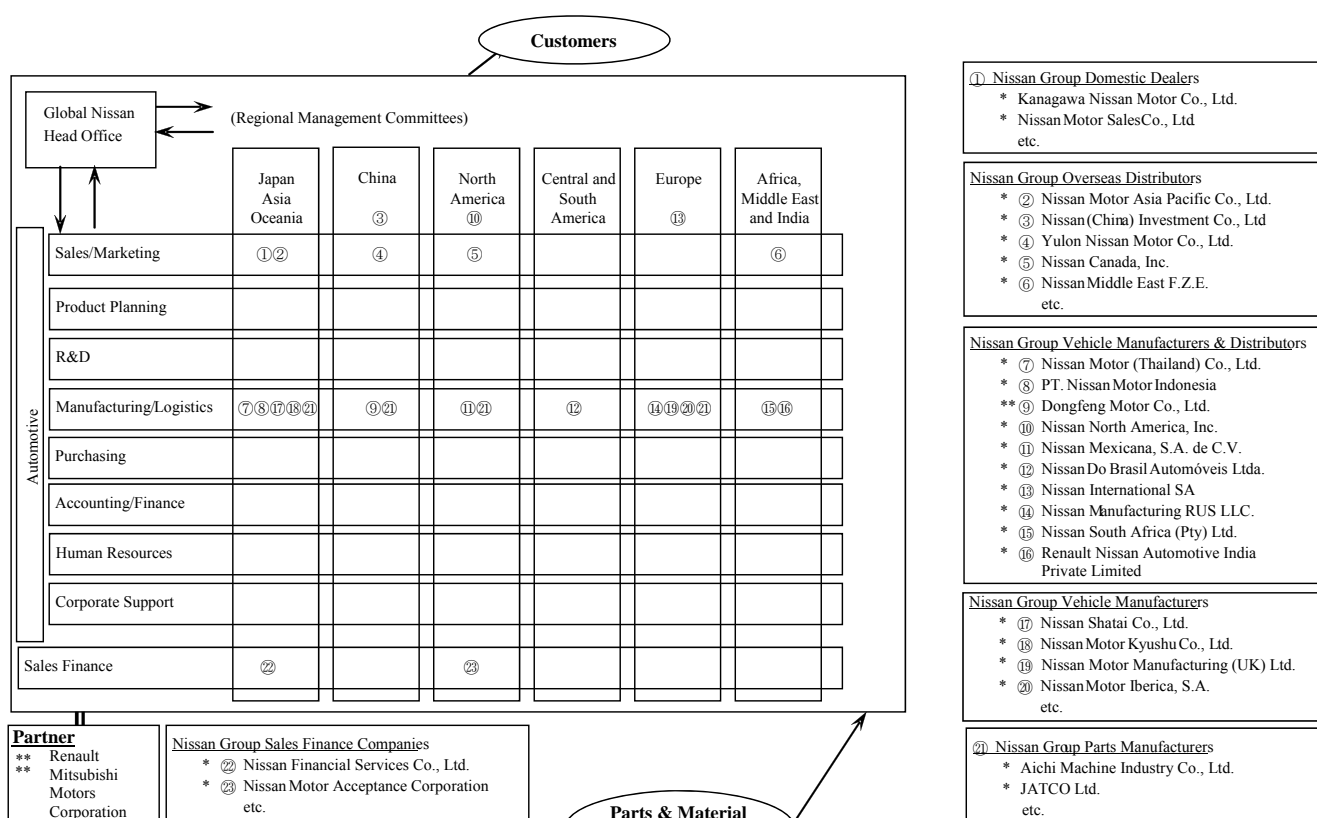 Customers
Global Nissan
Head Office
(Regional Management Committees)
Japan
Asia
Oceania
China
③
North
America
⑩
Central and
South
America
Europe
⑬
Africa,
Middle East
and India
Automotive
Sales/Marketing ①② ④ ⑤ ⑥
Product Planning
R&D
Manufacturing/Logistics ⑦⑧⑰⑱㉑ ⑨㉑ ⑪㉑ ⑫ ⑭⑲⑳㉑ ⑮⑯
Purchasing
Accounting/Finance
Human Resources
Corporate Support
Sales Finance ㉒ ㉓
Partner
** Renault
** Mitsubishi
Motors
Corporation
Nissan Group Sales Finance Companies
* ㉒ Nissan Financial Services Co., Ltd.
* ㉓ Nissan Motor Acceptance Corporation
etc.
Parts & Material
① Nissan Group Domestic Dealers
* Kanagawa Nissan Motor Co., Ltd.
* Nissan Motor SalesCo., Ltd
etc.
Nissan Group Overseas Distributors
* ② Nissan Motor Asia Pacific Co., Ltd.
* ③ Nissan (China) Investment Co., Ltd
* ④ Yulon Nissan Motor Co., Ltd.
* ⑤ Nissan Canada, Inc.
* ⑥ Nissan Middle East F.Z.E.
etc.
Nissan Group Vehicle Manufacturers & Distributors
* ⑦ Nissan Motor (Thailand) Co., Ltd.
* ⑧ PT. Nissan Motor Indonesia
** ⑨ Dongfeng Motor Co., Ltd.
* ⑩ Nissan North America, Inc.
* ⑪ Nissan Mexicana, S.A. de C.V.
* ⑫ Nissan Do Brasil Automóveis Ltda.
* ⑬ Nissan International SA
* ⑭ Nissan Manufacturing RUS LLC.
* ⑮ Nissan South Africa (Pty) Ltd.
* ⑯ Renault Nissan Automotive India
Private Limited
Nissan Group Vehicle Manufacturers
* ⑰ Nissan Shatai Co., Ltd.
* ⑱ Nissan Motor Kyushu Co., Ltd.
* ⑲ Nissan Motor Manufacturing (UK) Ltd.
* ⑳ Nissan Motor Iberica, S.A.
etc.
㉑ Nissan Group Parts Manufacturers
* Aichi Machine Industry Co., Ltd.
* JATCO Ltd.
etc.